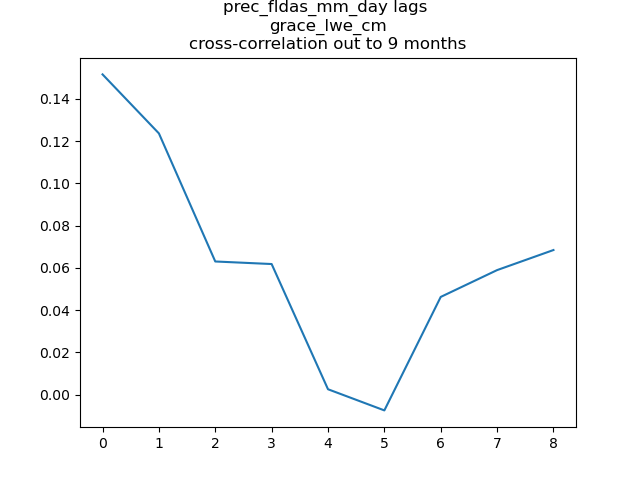 prec_fldas_mm_day lags
grace_lwe_cm
cross-correlation out to 9 months
0.14
0.12
0.10
0.08
0.06
0.04
0.02
0.00
0 1 2 3 4 5 6 7 8